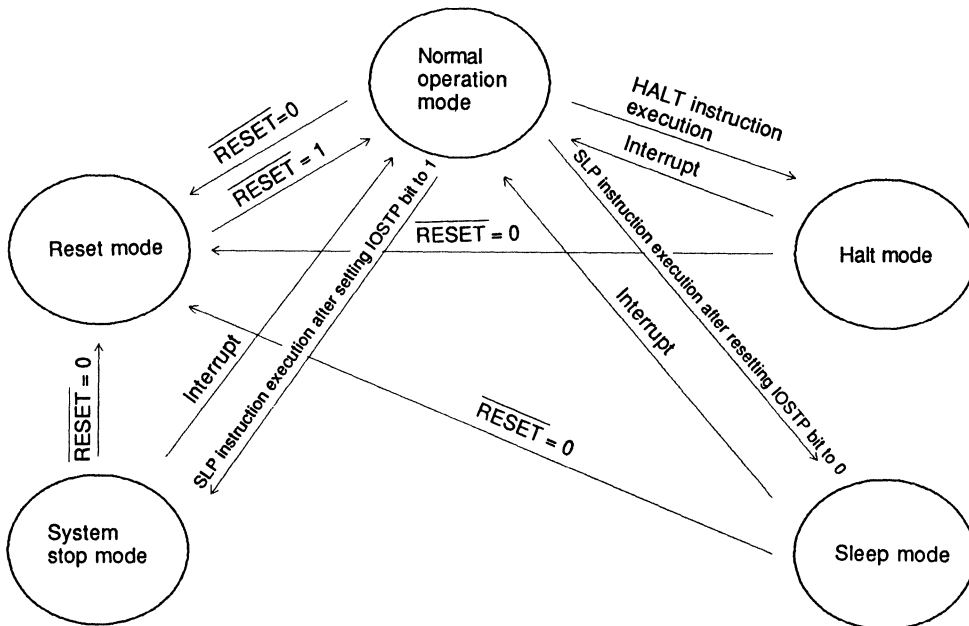 Normal
operation
mode
RESET=0
RESET = 1
HALT instruction
execution
Interrupt
Reset mode
RESET = 0
Halt mode
SLP instruction execution after setting IOSTP bit to 1
SLP instruction execution after resetting IOSTP bit to 0
Interrupt
Interrupt
RESET = 0
RESET = 0
System
stop mode
Sleep mode